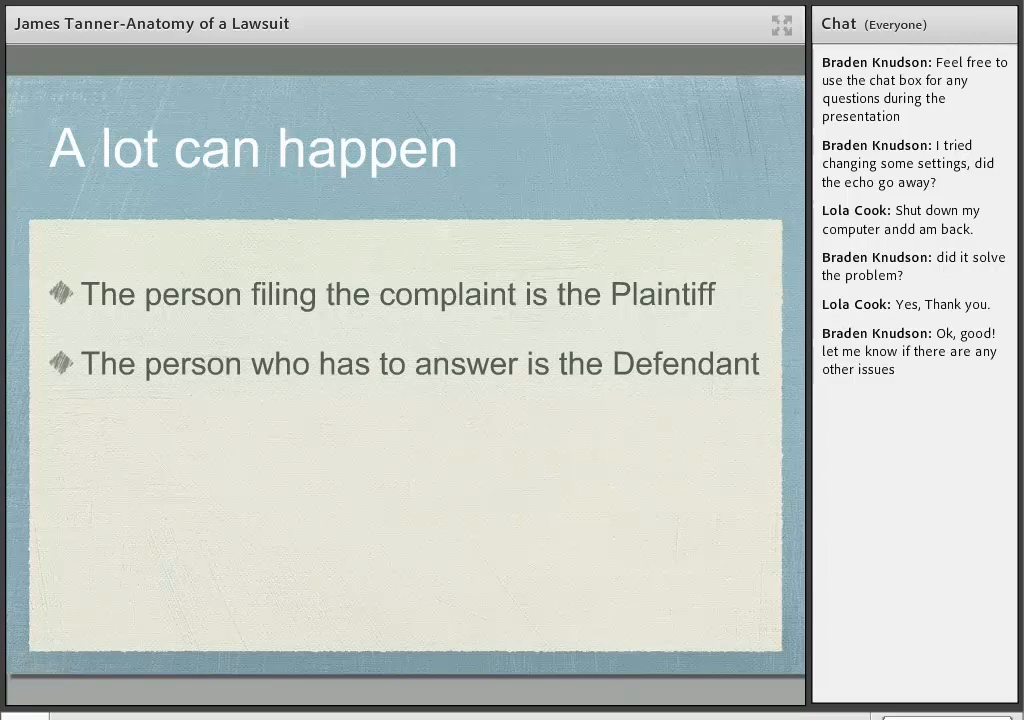 James Tanner-Anatomy of a Lawsuit
A lot can happen
The person filing the complaint is the Plaintiff
The person who has to answer is the Defendant
Chat (Everyone)
Braden Knudson: Feel free to
use the chat box for any
questions during the
presentation
Braden Knudson: I tried
changing some settings, did
the echo go away?
Lola Cook: Shut down my
computer andd am back.
Braden Knudson: did it solve
the problem?
Lola Cook: Yes, Thank you.
Braden Knudson: Ok, good!
let me know if there are any
other issues